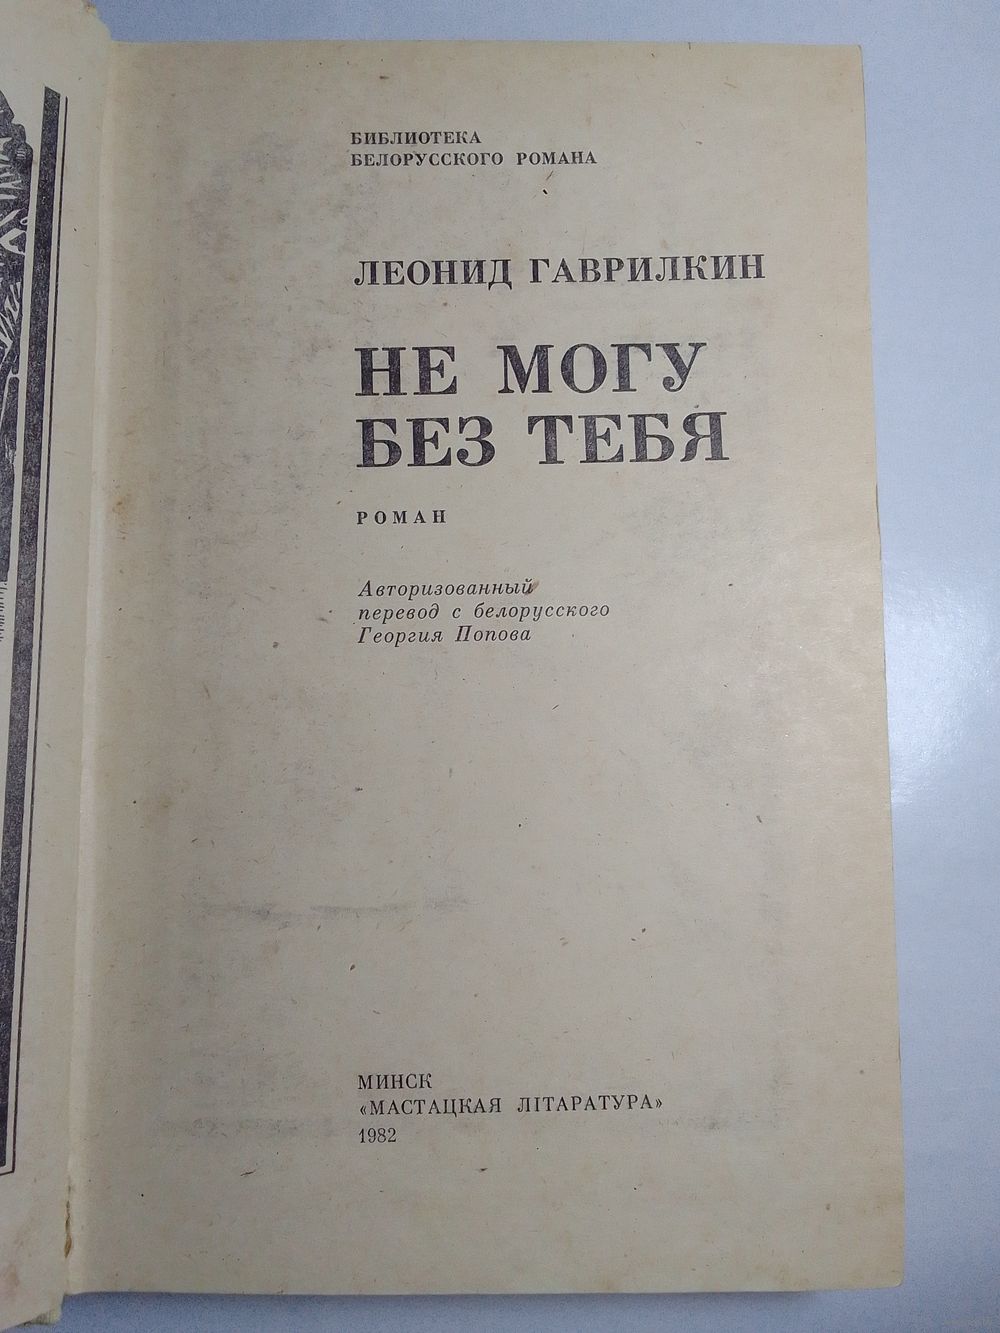 БИБЛИОТЕКА
БЕЛОРУССКОГО РОМАНА
ЛЕОНИД ГАВРИЛКИН
НЕ МОГУ
БЕЗ ТЕБЯ
РОМАН
Авторизованный
перевод с белорусского
Георгия Попова
МИНСК
«МАСТАЦКАЯ ЛІТАРАТУРА»
1982